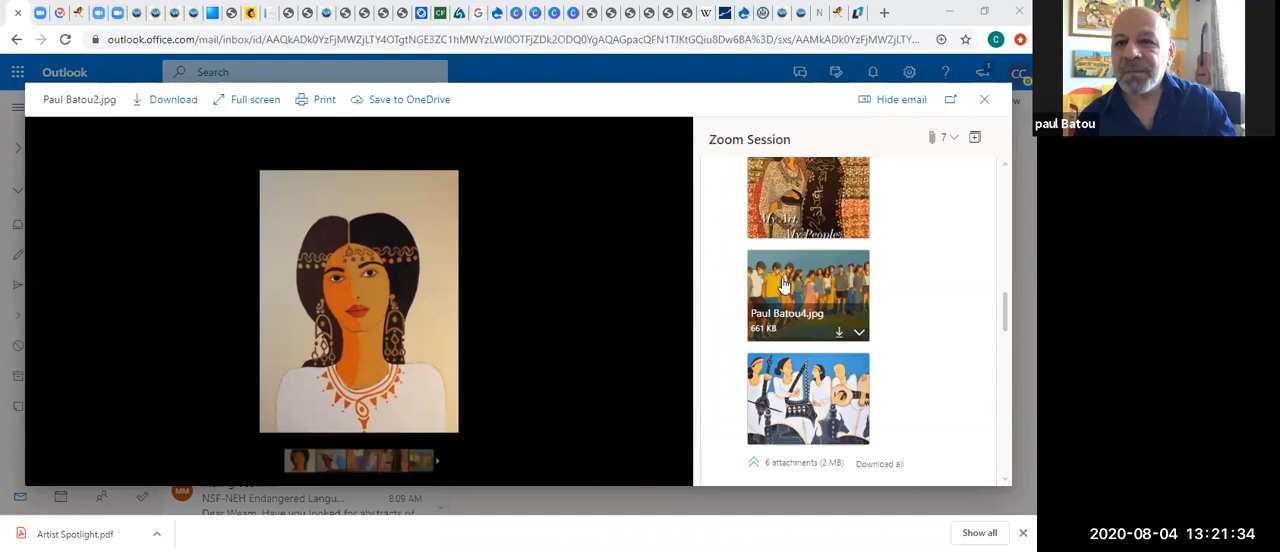 outlook.office.com/mail/inbox/id/AAQkADk0YzFjMWZjLTY4OTgtNGE3ZC1hMWYzLWI0OTFjZDk2ODQ0YgAQAGpacQFN1TJKtGQiu8Dw6BA%3D/sxs/AAMkADk0YzFjMWZjL...
C
Outlook
Search
CC
Paul Batou2.jpg
Download
Full screen
Print
Save to OneDrive
Hide email
paul Batou
Zoom Session
7
My Art,
My People
Paul Batou4.jpg
661 KB
6 attachments (2 MB)
Download all
MM
NSF-NEH Endangered Langu...
8:09 AM
Dear Weam, Have you looked for abstracts of
Artist Spotlight.pdf
Show all
2020-08-04 13:21:34